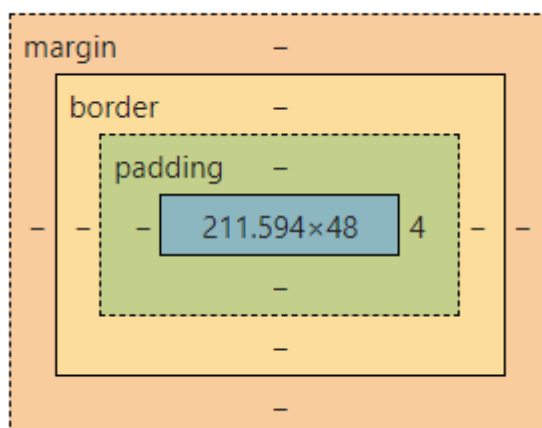 margin –
border –
padding –
– – – 211.594×48 4 – –
–
–
–